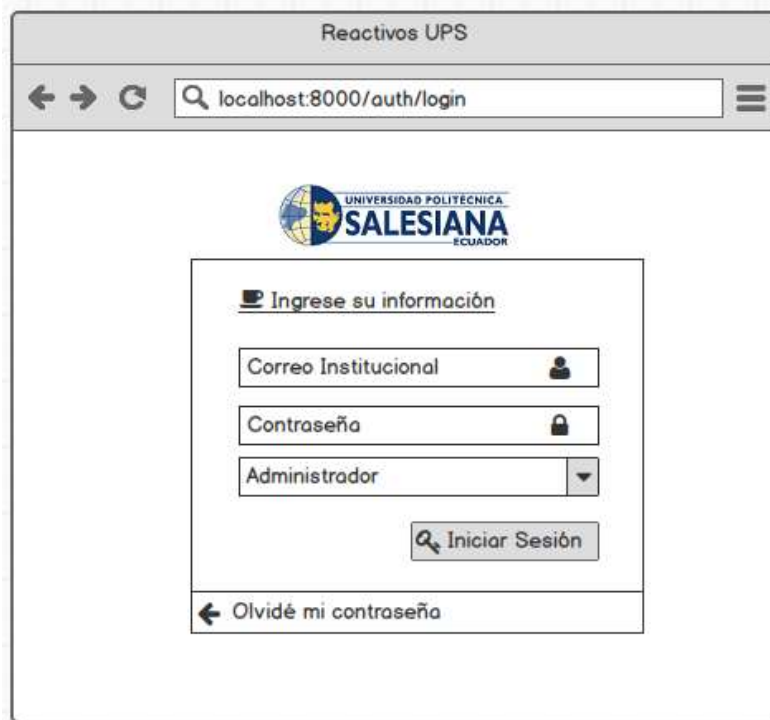 Reactivos UPS
localhost:8000/auth/login
UNIVERSIDAD POLITÉCNICA
SALESIANA
ECUADOR
Ingrese su información
Correo Institucional
Contraseña
Administrador
Iniciar Sesión
Olvidé mi contraseña